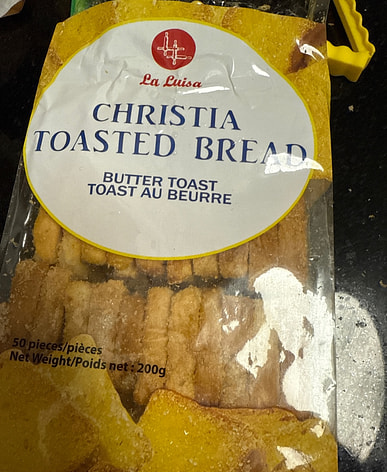 La Luisa
CHRISTIA
TOASTED BREAD
BUTTER TOAST
TOAST AU BEURRE
50 pieces/pièces
Net Weight/Poids net : 200g